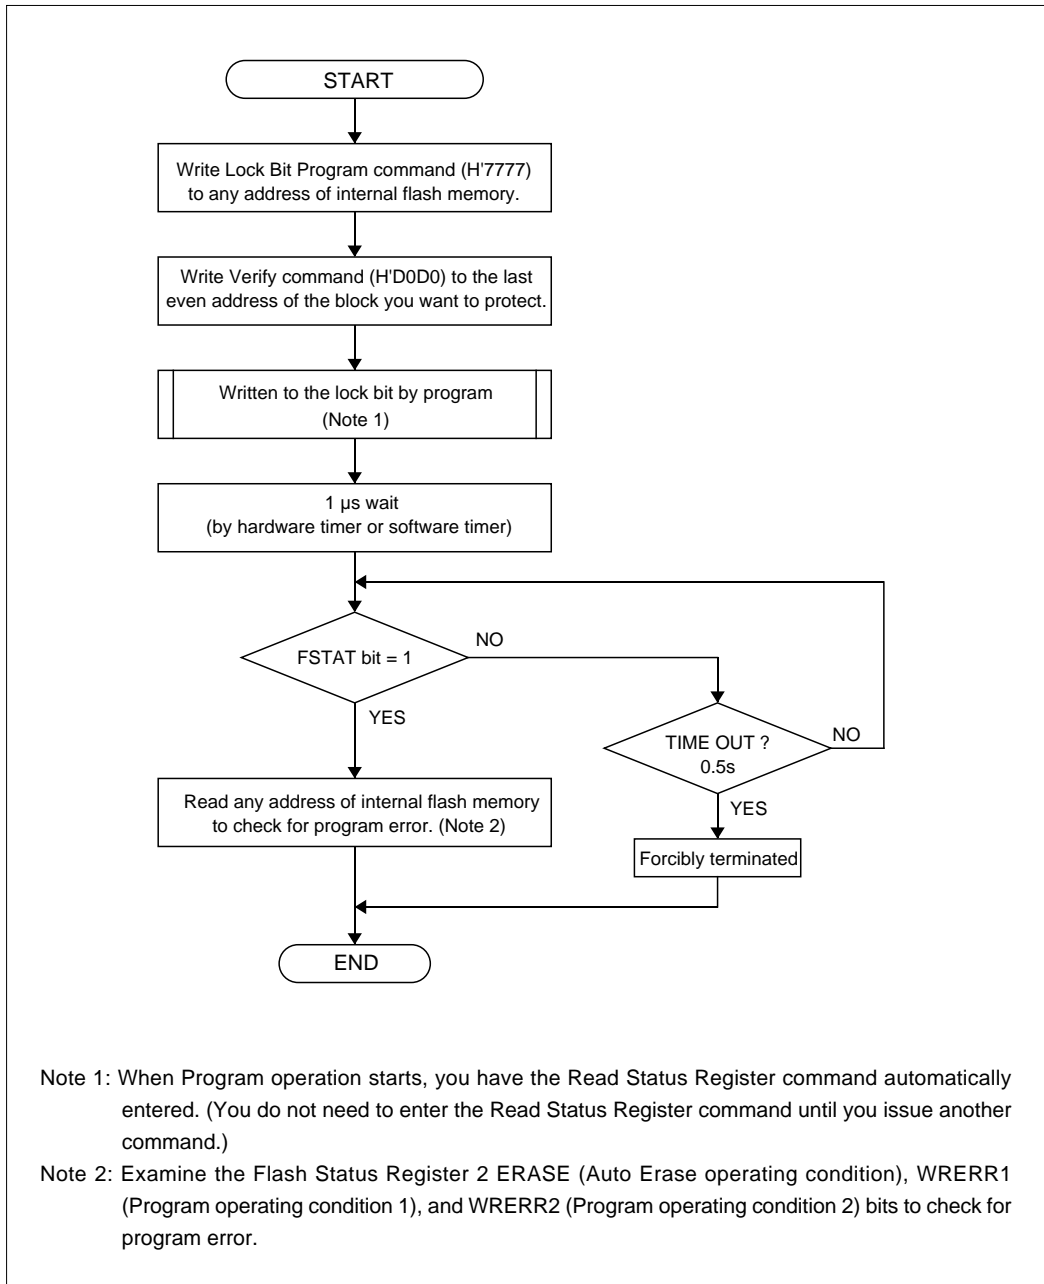 START
Write Lock Bit Program command (H'7777)
to any address of internal flash memory.
Write Verify command (H'D0D0) to the last
even address of the block you want to protect.
Written to the lock bit by program
(Note 1)
1 µs wait
(by hardware timer or software timer)
FSTAT bit = 1
NO
YES
TIME OUT ?
0.5s
NO
YES
Read any address of internal flash memory
to check for program error. (Note 2)
Forcibly terminated
END
Note 1: When Program operation starts, you have the Read Status Register command automatically
entered. (You do not need to enter the Read Status Register command until you issue another
command.)
Note 2: Examine the Flash Status Register 2 ERASE (Auto Erase operating condition), WRERR1
(Program operating condition 1), and WRERR2 (Program operating condition 2) bits to check for
program error.